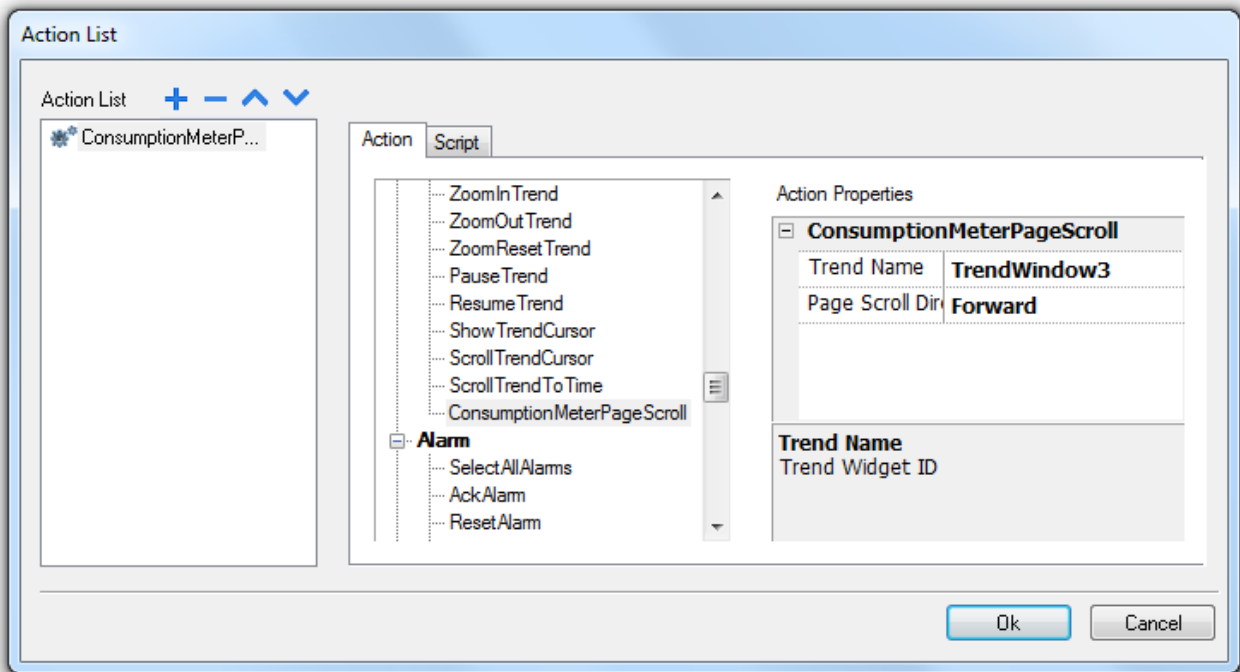 Action List
Action List
ConsumptionMeterP...
Action
Script
ZoomInTrend
ZoomOutTrend
ZoomResetTrend
PauseTrend
ResumeTrend
ShowTrendCursor
ScrollTrendCursor
ScrollTrendToTime
ConsumptionMeterPageScroll
Alarm
SelectAllAlarms
AckAlarm
ResetAlarm
Action Properties
ConsumptionMeterPageScroll
Trend Name TrendWindow3
Page Scroll Dire Forward
Trend Name
Trend Widget ID
Ok
Cancel